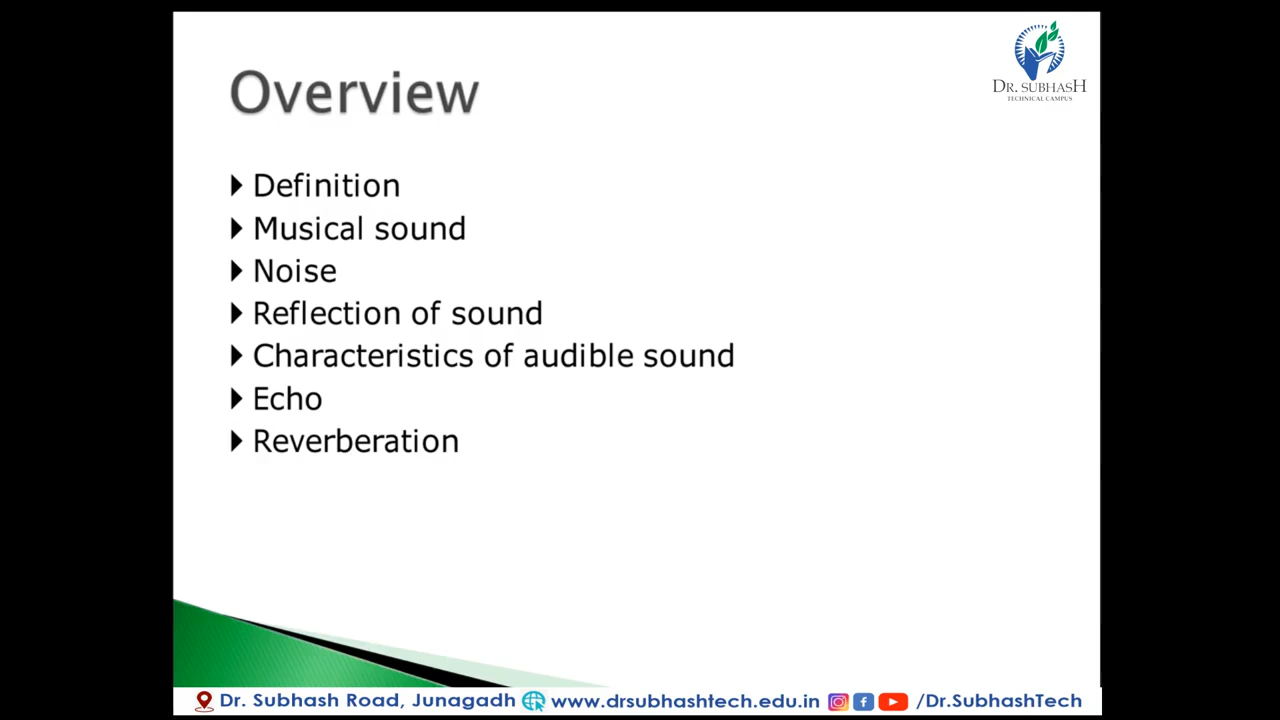 DR. SUBHASH
TECHNICAL CAMPUS
Overview
Definition
Musical sound
Noise
Reflection of sound
Characteristics of audible sound
Echo
Reverberation
Dr. Subhash Road, Junagadh www.drsubhashtech.edu.in /Dr.SubhashTech